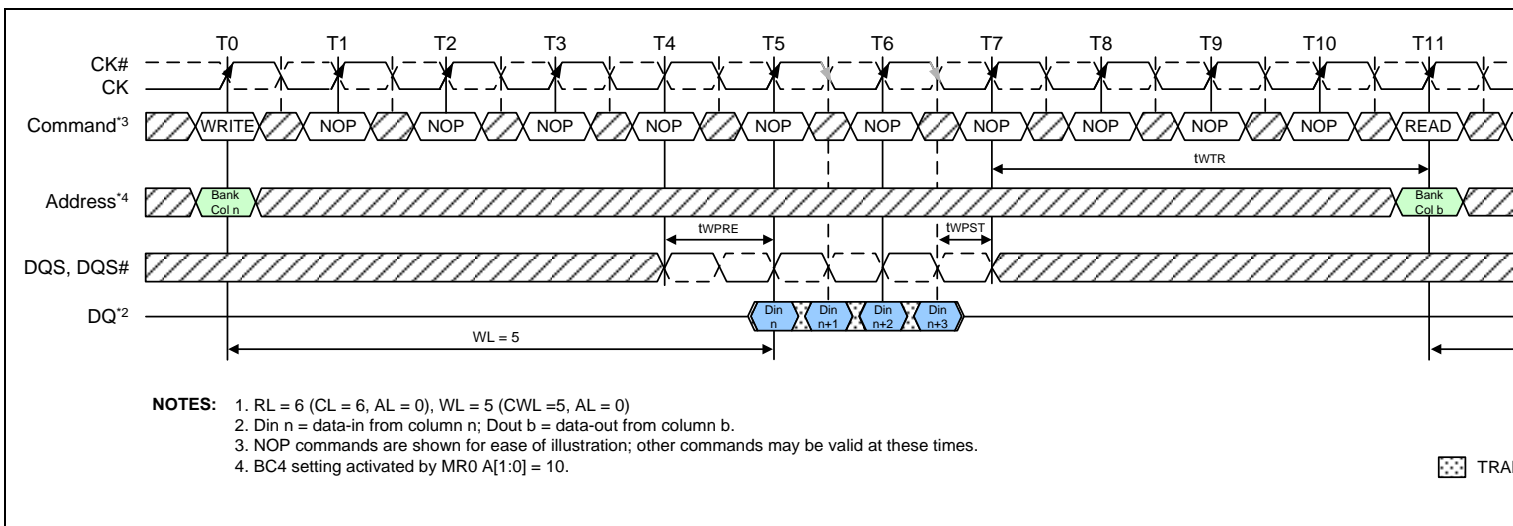 T0 T1 T2 T3 T4 T5 T6 T7 T8 T9 T10 T11
CK#
CK
Command*3 WRITE NOP NOP NOP NOP NOP NOP NOP NOP NOP NOP READ
tWTR
Address*4 Bank Col n Bank Col b
tWPRE tWPST
DQS, DQS#
DQ*2 Din n Din n+1 Din n+2 Din n+3
WL = 5
NOTES: 1. RL = 6 (CL = 6, AL = 0), WL = 5 (CWL =5, AL = 0)
2. Din n = data-in from column n; Dout b = data-out from column b.
3. NOP commands are shown for ease of illustration; other commands may be valid at these times.
4. BC4 setting activated by MR0 A[1:0] = 10.